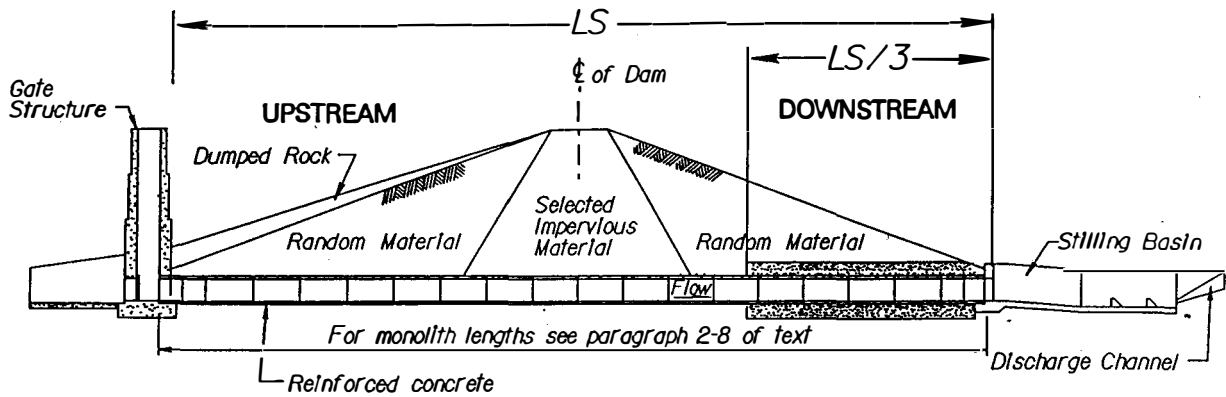 LS
LS/3
℄ of Dam
Gate
Structure
UPSTREAM
DOWNSTREAM
Dumped Rock
Selected
Impervious
Material
Random Material
Random Material
Stilling Basin
Flow
For monolith lengths see paragraph 2-8 of text
Discharge Channel
Reinforced concrete